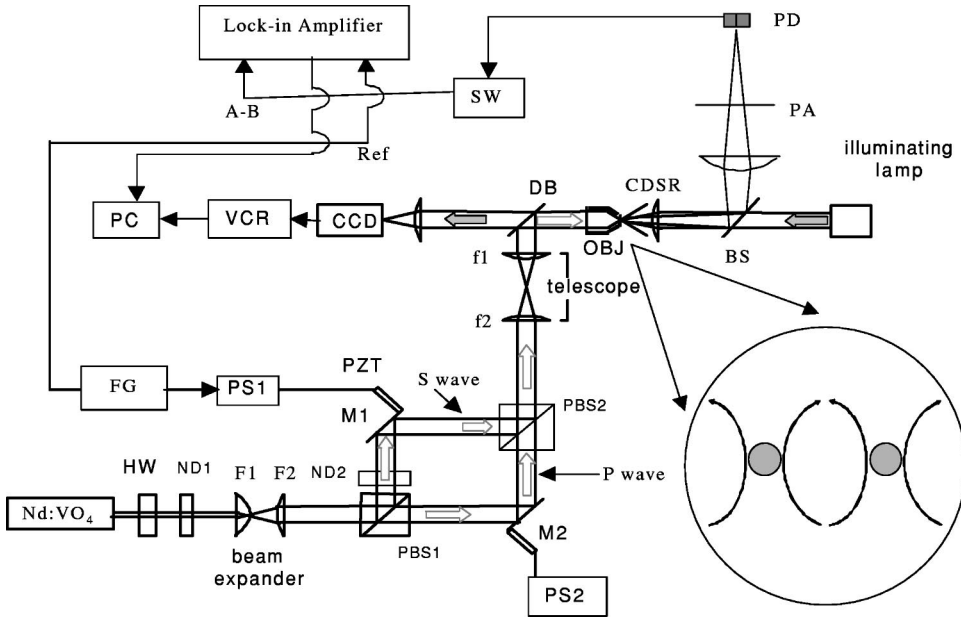 Lock-in Amplifier
PD
A-B
SW
PA
Ref
illuminating
lamp
PC
VCR
CCD
DB
CDSR
OBJ
BS
f1
telescope
f2
PZT
S wave
FG
PS1
M1
PBS2
HW
ND1
F1
F2
ND2
P wave
Nd:VO4
M2
beam
expander
PBS1
PS2